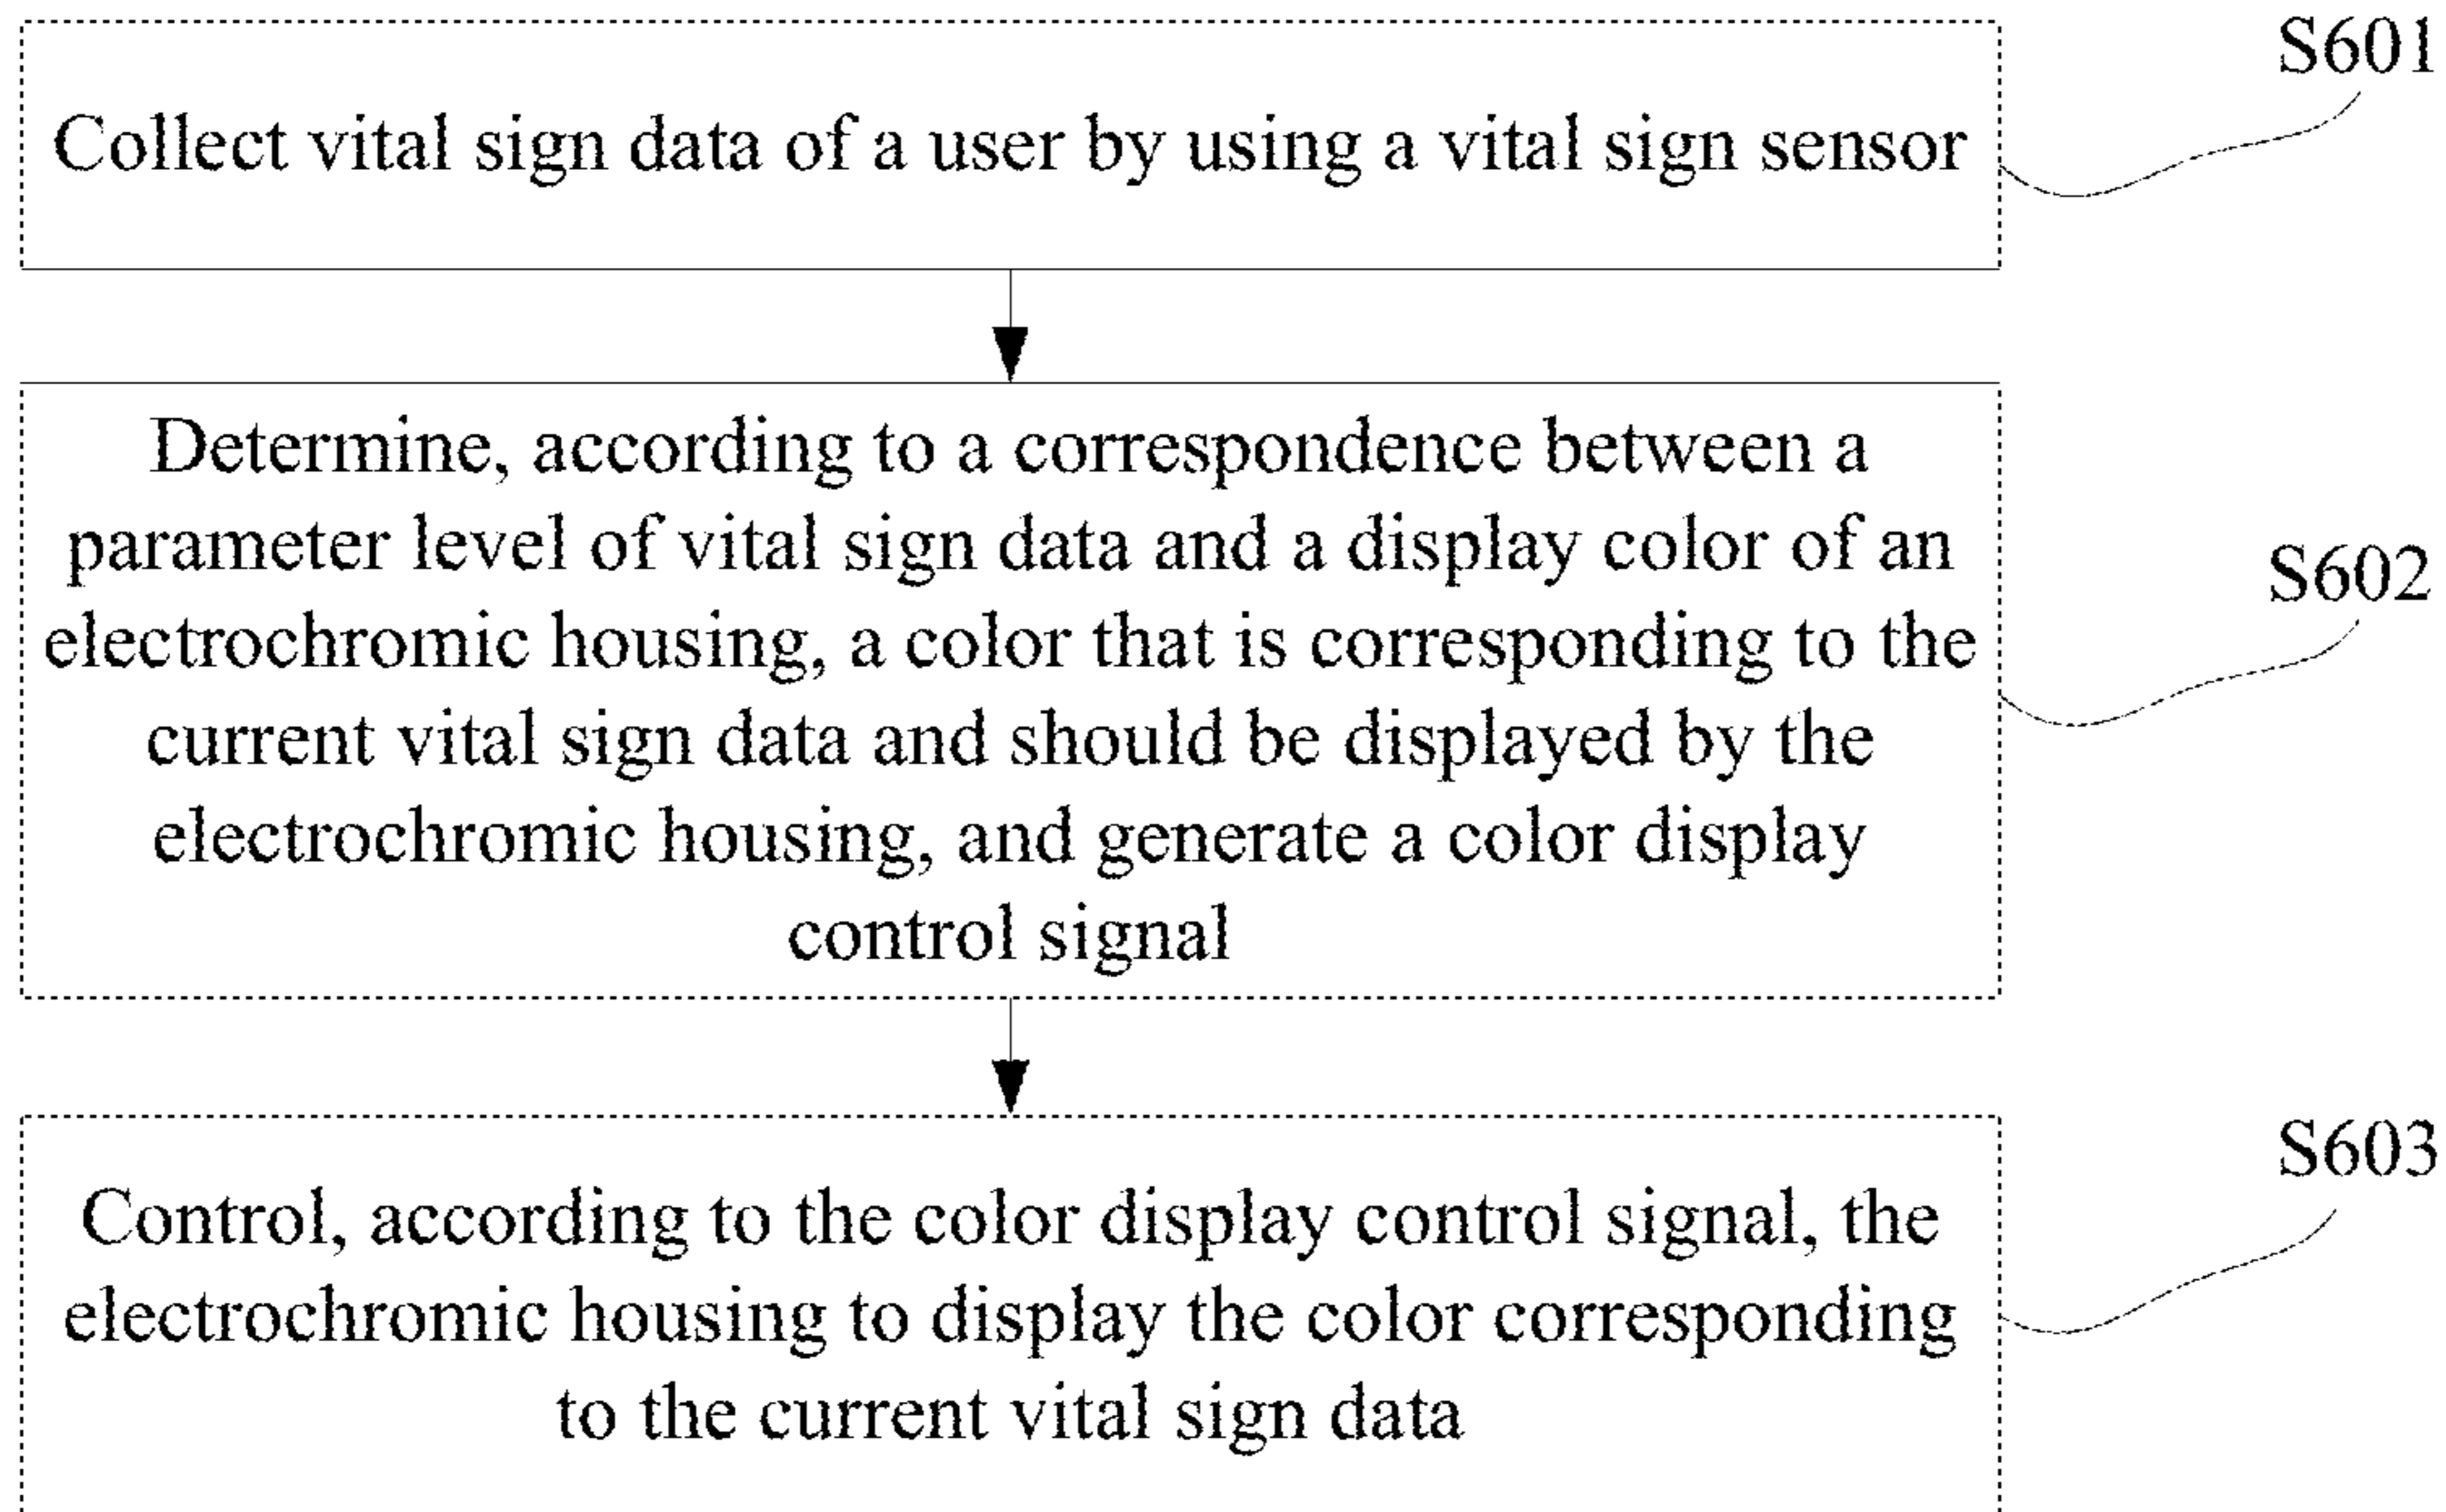 S601
Collect vital sign data of a user by using a vital sign sensor
Determine, according to a correspondence between a
parameter level of vital sign data and a display color of an
electrochromic housing, a color that is corresponding to the
current vital sign data and should be displayed by the
electrochromic housing, and generate a color display
control signal
S602
Control, according to the color display control signal, the
electrochromic housing to display the color corresponding
to the current vital sign data
S603